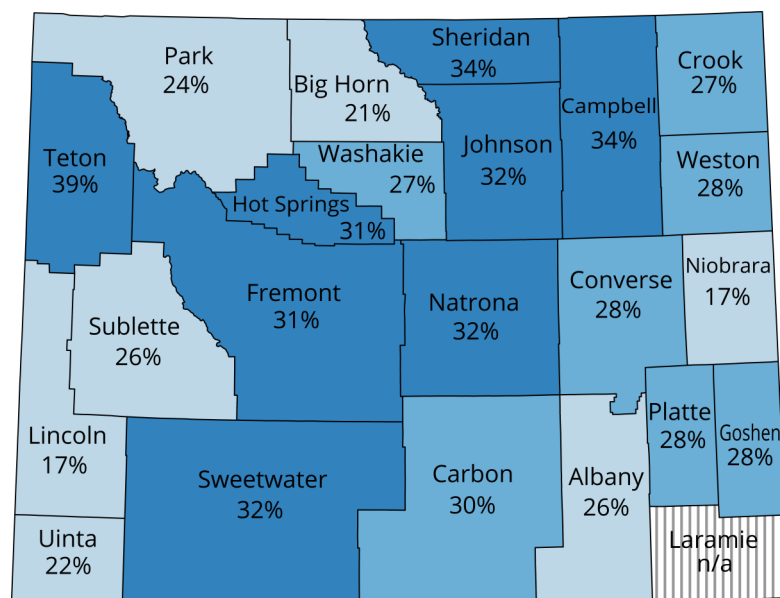 Park
24%
Big Horn
21%
Sheridan
34%
Campbell
34%
Crook
27%
Teton
39%
Washakie
27%
Johnson
32%
Weston
28%
Hot Springs
31%
Fremont
31%
Natrona
32%
Converse
28%
Niobrara
17%
Sublette
26%
Lincoln
17%
Sweetwater
32%
Carbon
30%
Albany
26%
Platte
28%
Goshen
28%
Uinta
22%
Laramie
n/a